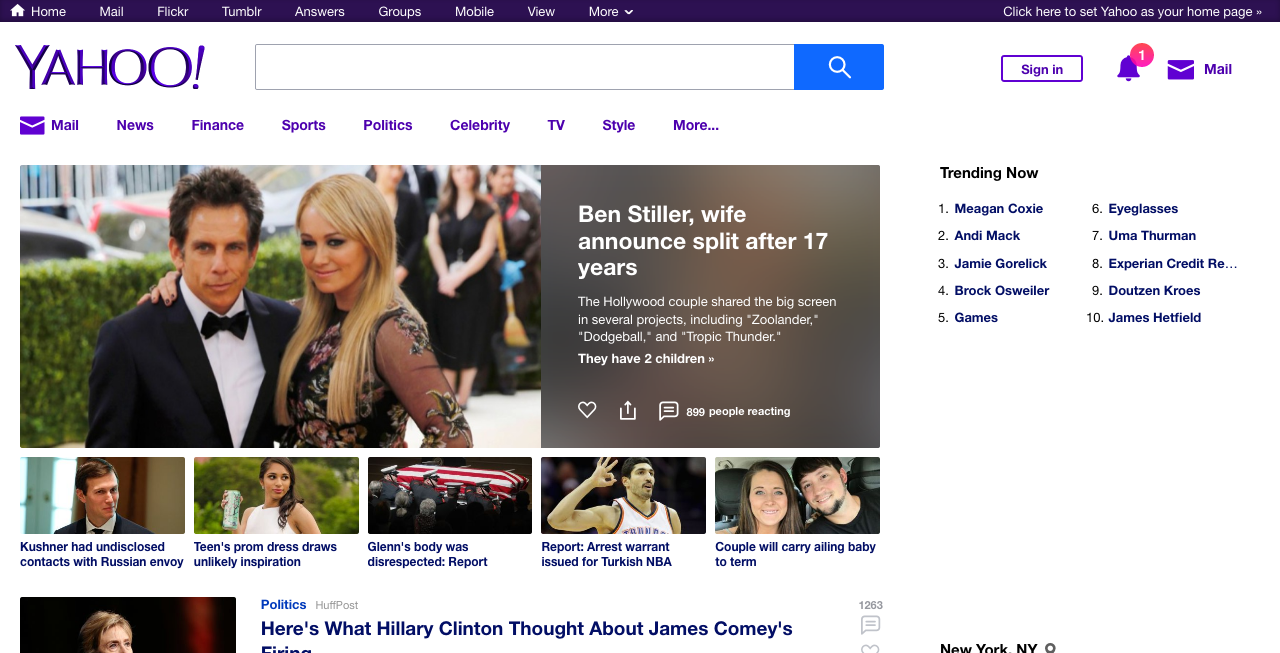 Home Mail Flickr Tumblr Answers Groups Mobile View More Click here to set Yahoo as your home page »
YAHOO!
Sign in 1 Mail
Mail News Finance Sports Politics Celebrity TV Style More...
Ben Stiller, wife
announce split after 17
years
The Hollywood couple shared the big screen
in several projects, including "Zoolander,"
"Dodgeball," and "Tropic Thunder."
They have 2 children »
899 people reacting
Kushner had undisclosed
contacts with Russian envoy
Teen's prom dress draws
unlikely inspiration
Glenn's body was
disrespected: Report
Report: Arrest warrant
issued for Turkish NBA
Couple will carry ailing baby
to term
Politics HuffPost 1263
Here's What Hillary Clinton Thought About James Comey's
Firing
Trending Now
1. Meagan Coxie
2. Andi Mack
3. Jamie Gorelick
4. Brock Osweiler
5. Games
6. Eyeglasses
7. Uma Thurman
8. Experian Credit Re...
9. Doutzen Kroes
10. James Hetfield
New York, NY